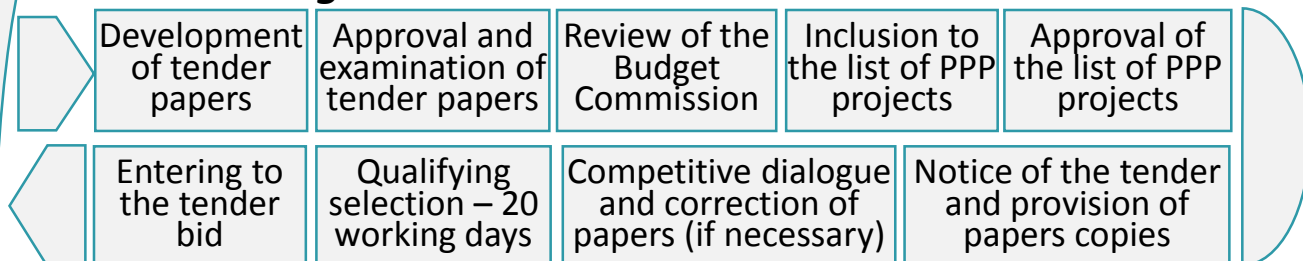 Development
of tender
papers
Approval and
examination of
tender papers
Review of the
Budget
Commission
Inclusion to
the list of PPP
projects
Approval of
the list of PPP
projects
Entering to
the tender
bid
Qualifying
selection – 20
working days
Competitive dialogue
and correction of
papers (if necessary)
Notice of the tender
and provision of
papers copies